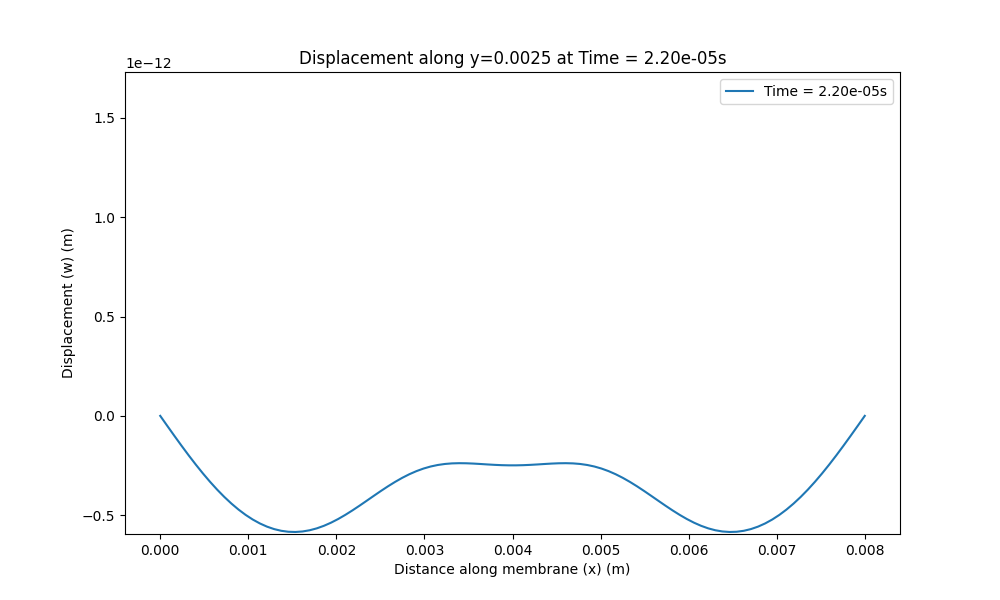 Displacement along y=0.0025 at Time = 2.20e-05s
1e−12
Time = 2.20e-05s
1.5
1.0
0.5
0.0
−0.5
Displacement (w) (m)
0.000 0.001 0.002 0.003 0.004 0.005 0.006 0.007 0.008
Distance along membrane (x) (m)